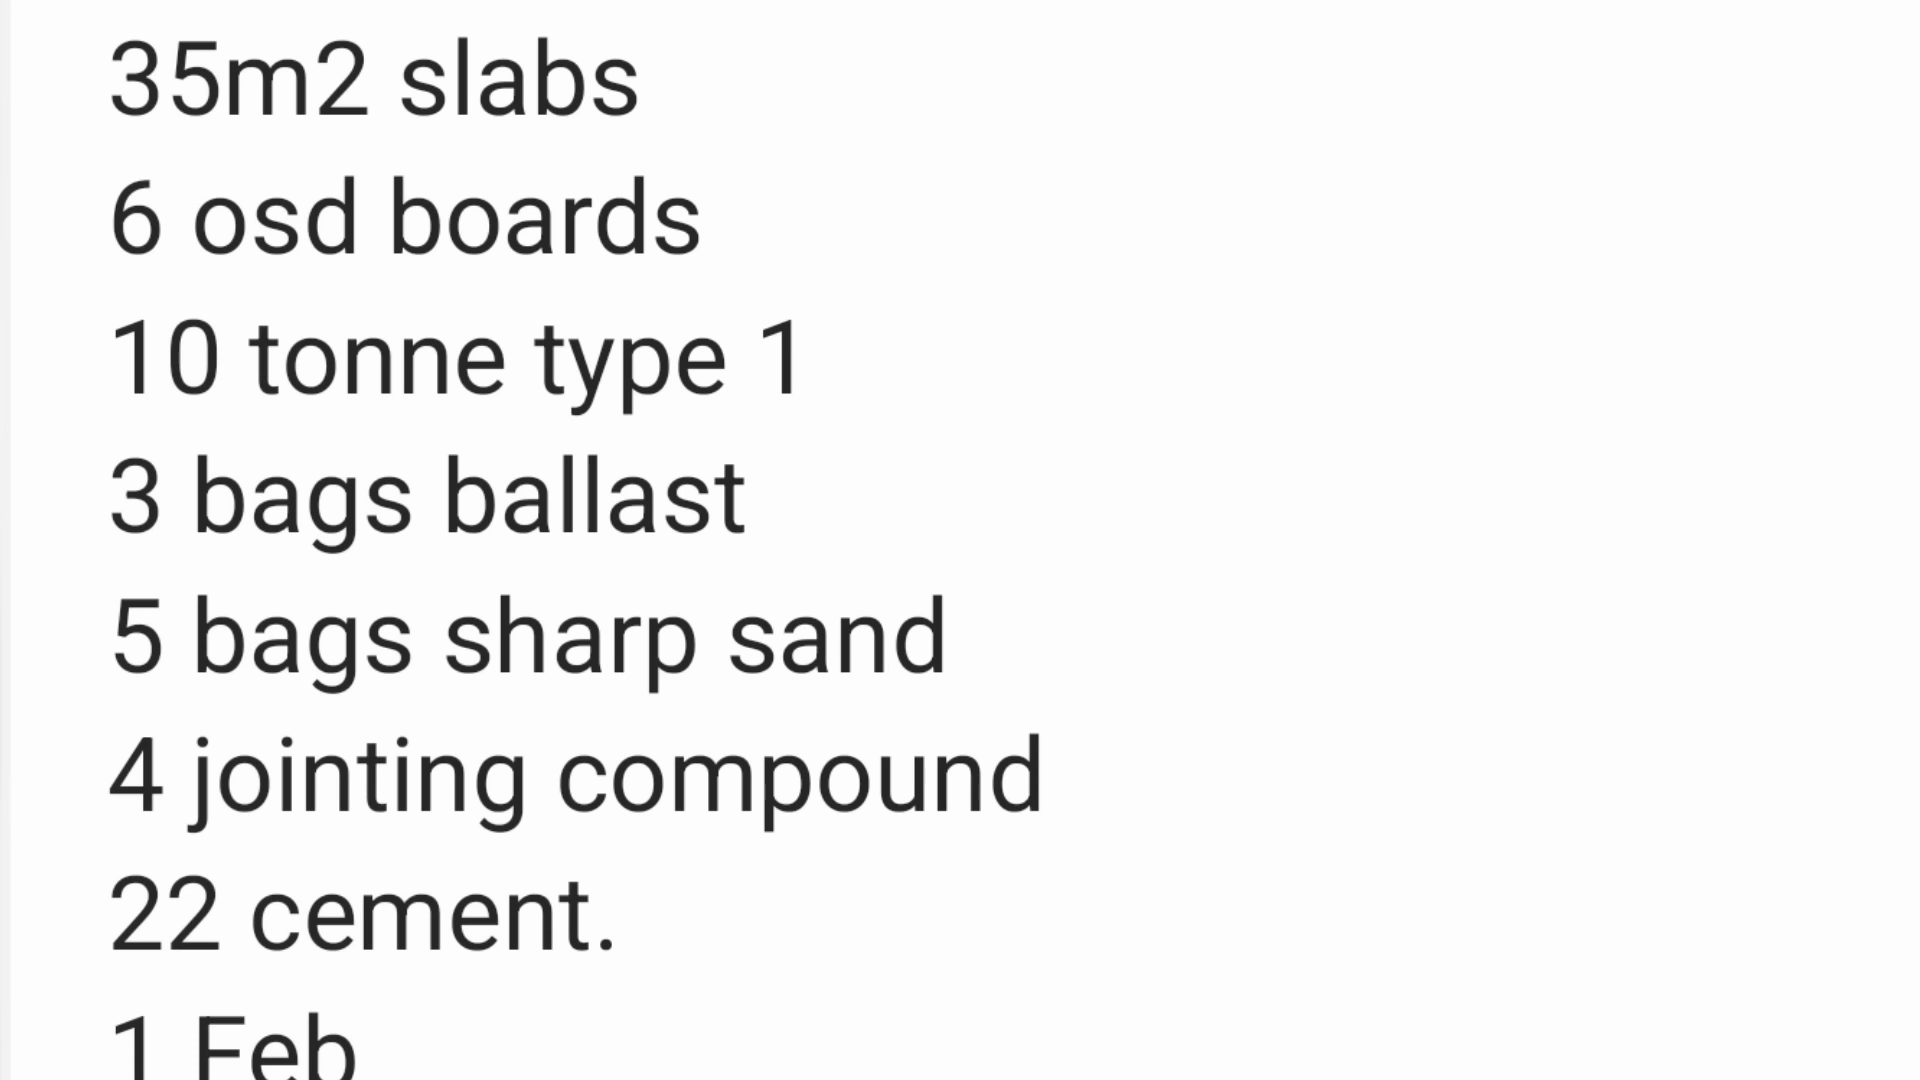 35m2 slabs
6 osd boards
10 tonne type 1
3 bags ballast
5 bags sharp sand
4 jointing compound
22 cement.
1 Feb